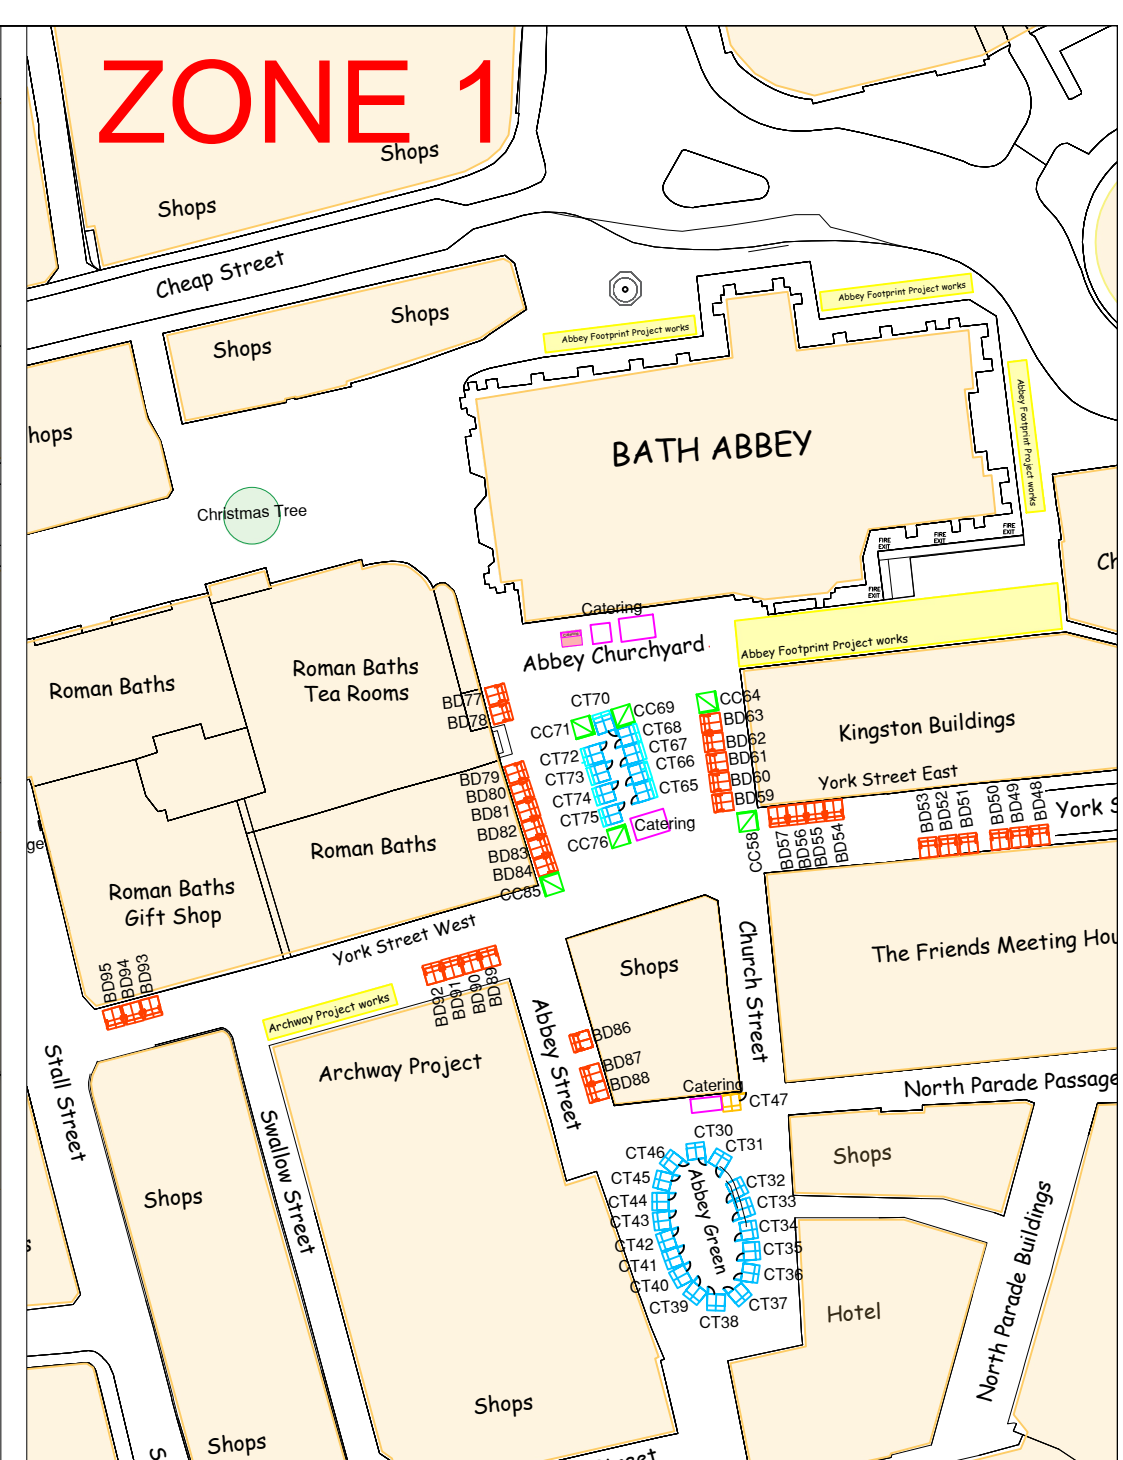 ZONE 1
Shops
Shops
Cheap Street
Shops
Shops
hops
Abbey Footprint Project works
Abbey Footprint Project works
Abbey Footprint Project works
BATH ABBEY
Christmas Tree
FIRE
EXIT
FIRE
EXIT
FIRE
EXIT
FIRE
EXIT
Ch
Catering
Abbey Churchyard
Abbey Footprint Project works
Roman Baths
Roman Baths
Tea Rooms
Kingston Buildings
York Street East
York S
BD77
BD78
BD79
BD80
BD81
BD82
BD83
BD84
CC85
CT70
CC71
CC69
CT68
CT67
CT66
CT65
CT72
CT73
CT74
CT75
CC76
Catering
CC64
BD63
BD62
BD61
BD60
BD59
CC58
BD57
BD56
BD55
BD54
BD53
BD52
BD51
BD50
BD49
BD48
ge
Roman Baths
Roman Baths
Gift Shop
York Street West
BD95
BD94
BD93
BD92
BD91
BD90
BD89
Archway Project works
Archway Project
Shops
Church Street
The Friends Meeting Hou
Abbey Street
BD86
BD87
BD88
Catering
CT47
North Parade Passage
Stall Street
Swallow Street
Shops
Shops
Abbey Green
CT30
CT31
CT32
CT33
CT34
CT35
CT36
CT37
CT38
CT39
CT40
CT41
CT42
CT43
CT44
CT45
CT46
North Parade Buildings
Hotel
s
Shops
Shops
S
treet